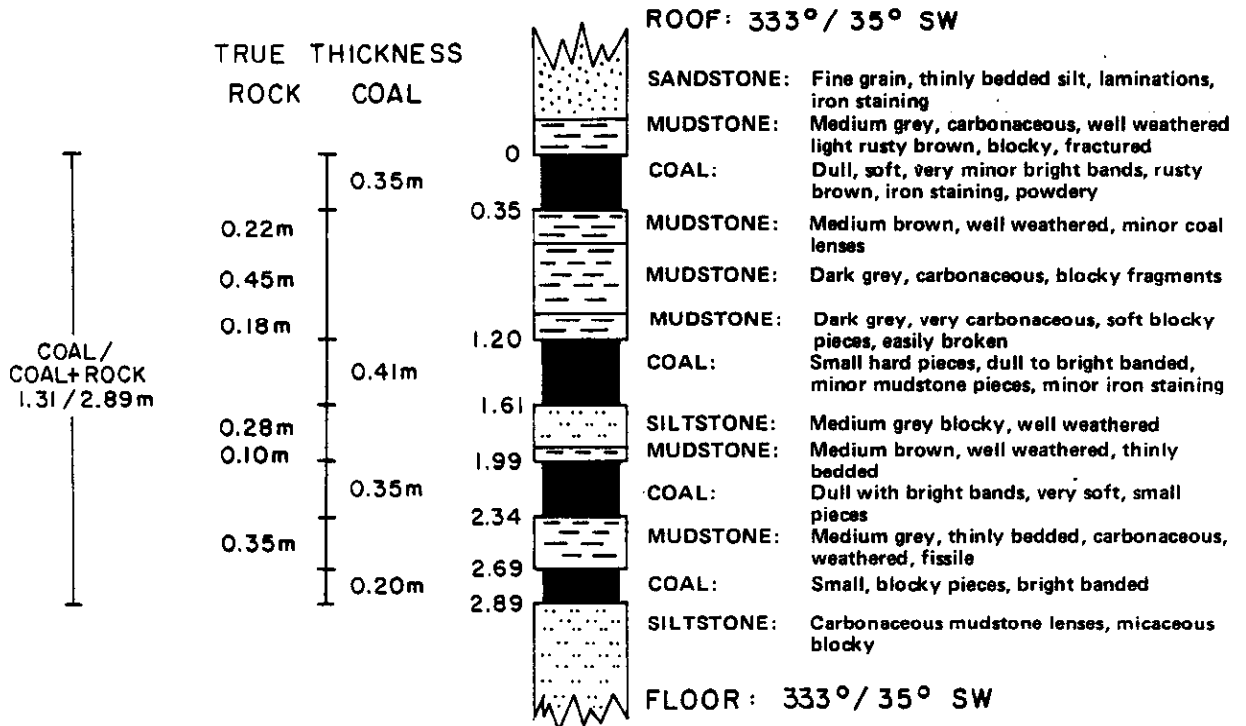 ROOF: 333°/35° SW
TRUE THICKNESS
ROCK COAL
SANDSTONE: Fine grain, thinly bedded silt, laminations,
iron staining
MUDSTONE: Medium grey, carbonaceous, well weathered
light rusty brown, blocky, fractured
0
COAL: Dull, soft, very minor bright bands, rusty
brown, iron staining, powdery
0.35m
0.35
MUDSTONE: Medium brown, well weathered, minor coal
lenses
0.22m
MUDSTONE: Dark grey, carbonaceous, blocky fragments
0.45m
MUDSTONE: Dark grey, very carbonaceous, soft blocky
pieces, easily broken
0.18m
1.20
COAL/
COAL+ROCK
1.31/2.89m
COAL: Small hard pieces, dull to bright banded,
minor mudstone pieces, minor iron staining
0.41m
1.61
SILTSTONE: Medium grey blocky, well weathered
0.28m
MUDSTONE: Medium brown, well weathered, thinly
bedded
0.10m
1.99
COAL: Dull with bright bands, very soft, small
pieces
0.35m
2.34
MUDSTONE: Medium grey, thinly bedded, carbonaceous,
weathered, fissile
0.35m
2.69
COAL: Small, blocky pieces, bright banded
0.20m
2.89
SILTSTONE: Carbonaceous mudstone lenses, micaceous
blocky
FLOOR: 333°/35° SW